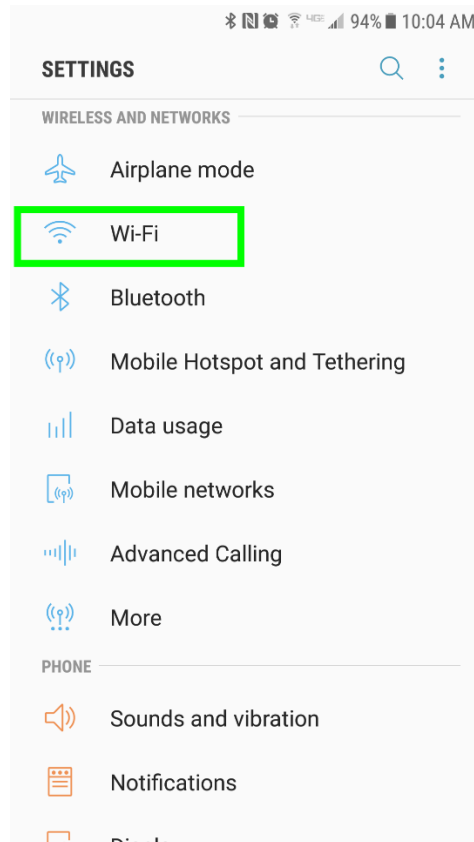 4GE 94% 10:04 AM
SETTINGS
WIRELESS AND NETWORKS
Airplane mode
Wi-Fi
Bluetooth
Mobile Hotspot and Tethering
Data usage
Mobile networks
Advanced Calling
More
PHONE
Sounds and vibration
Notifications